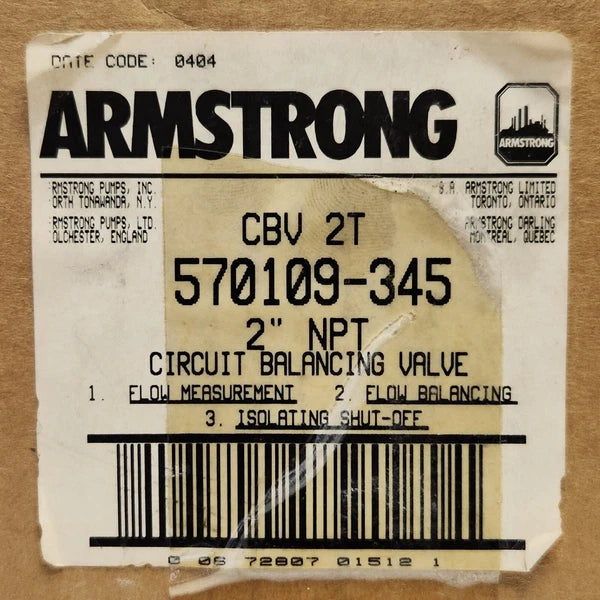 DATE CODE: 0404
ARMSTRONG
ARMSTRONG
RMSTRONG PUMPS, INC.
ORTH TONAWANDA, N.Y.
RMSTRONG PUMPS, LTD.
OLCHESTER, ENGLAND
S.A. ARMSTRONG LIMITED
TORONTO, ONTARIO
ARMSTRONG DARLING
MONTREAL, QUEBEC
CBV 2T
570109-345
2" NPT
CIRCUIT BALANCING VALVE
1. FLOW MEASUREMENT 2. FLOW BALANCING
3. ISOLATING SHUT-OFF
0 06 72807 01512 1